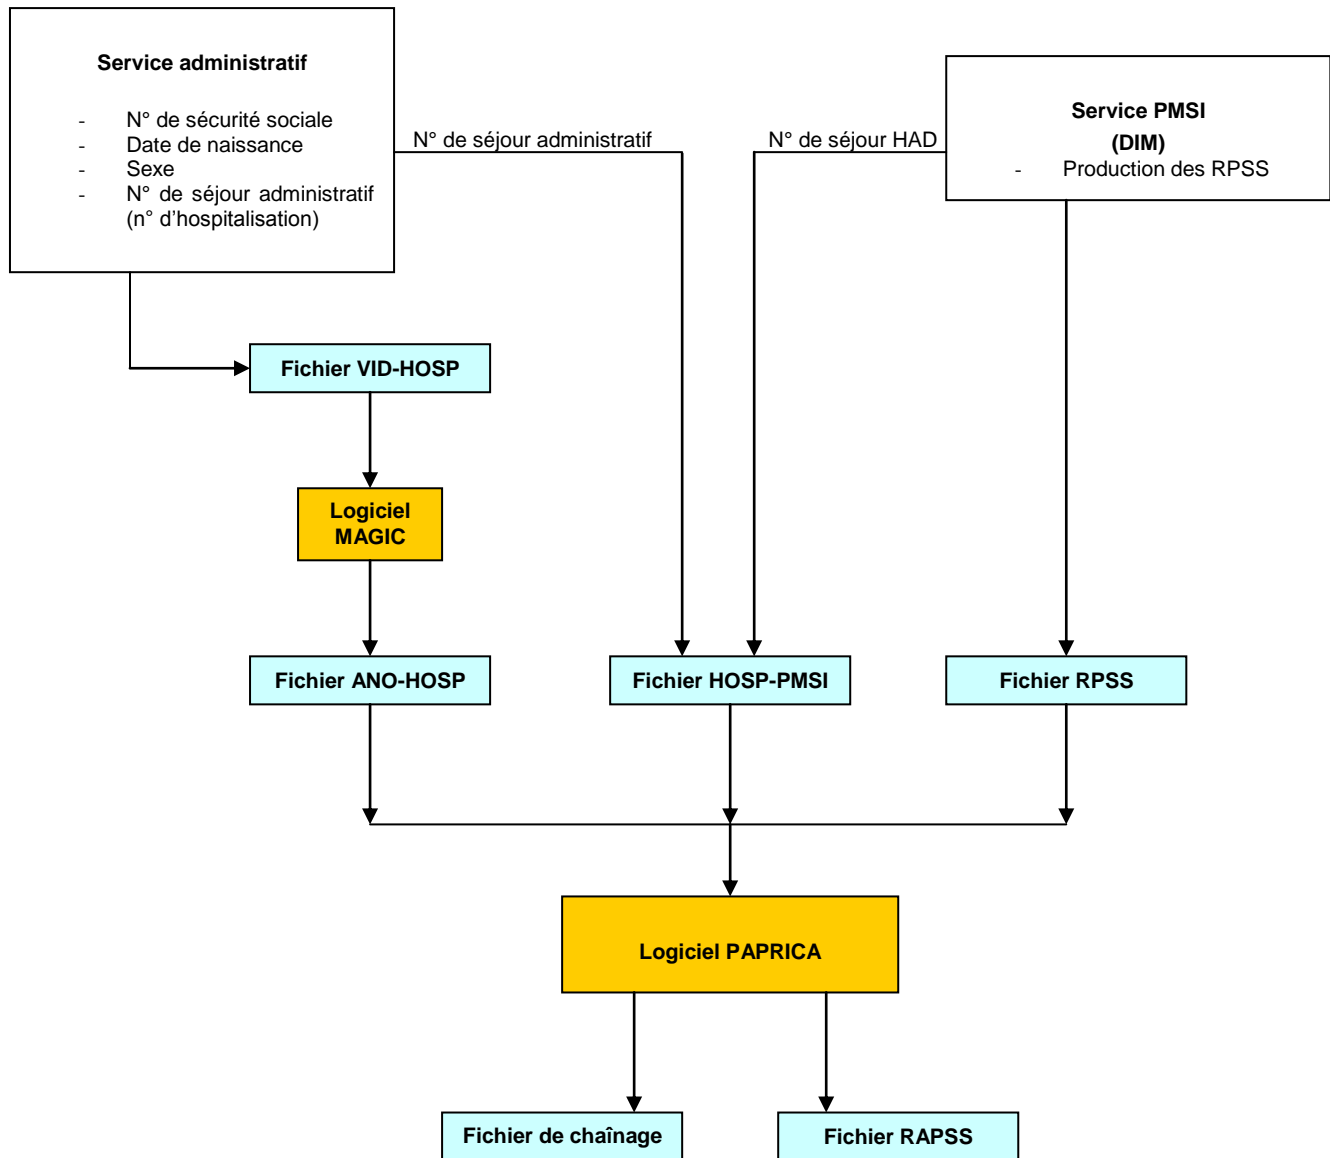 Service administratif
- N° de sécurité sociale
- Date de naissance
- Sexe
- N° de séjour administratif
(n° d'hospitalisation)
N° de séjour administratif
N° de séjour HAD
Service PMSI
(DIM)
- Production des RPSS
Fichier VID-HOSP
Logiciel
MAGIC
Fichier ANO-HOSP
Fichier HOSP-PMSI
Fichier RPSS
Logiciel PAPRICA
Fichier de chaînage
Fichier RAPSS